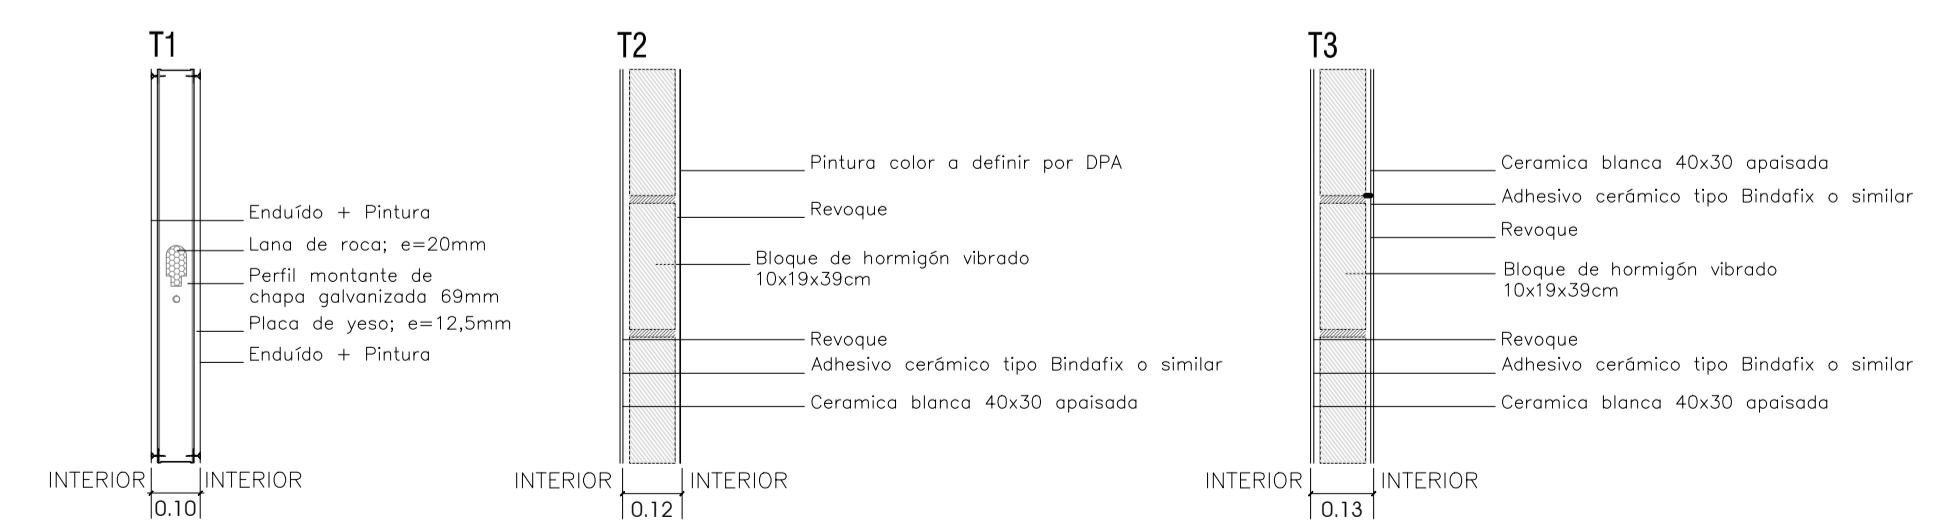 T1
Enduído + Pintura
Lana de roca; e=20mm
Perfil montante de
chapa galvanizada 69mm
Placa de yeso; e=12,5mm
Enduído + Pintura
INTERIOR
INTERIOR
0.10
T2
Pintura color a definir por DPA
Revoque
Bloque de hormigón vibrado
10x19x39cm
Revoque
Adhesivo cerámico tipo Bindafix o similar
Ceramica blanca 40x30 apaisada
INTERIOR
INTERIOR
0.12
T3
Ceramica blanca 40x30 apaisada
Adhesivo cerámico tipo Bindafix o similar
Revoque
Bloque de hormigón vibrado
10x19x39cm
Revoque
Adhesivo cerámico tipo Bindafix o similar
Ceramica blanca 40x30 apaisada
INTERIOR
INTERIOR
0.13